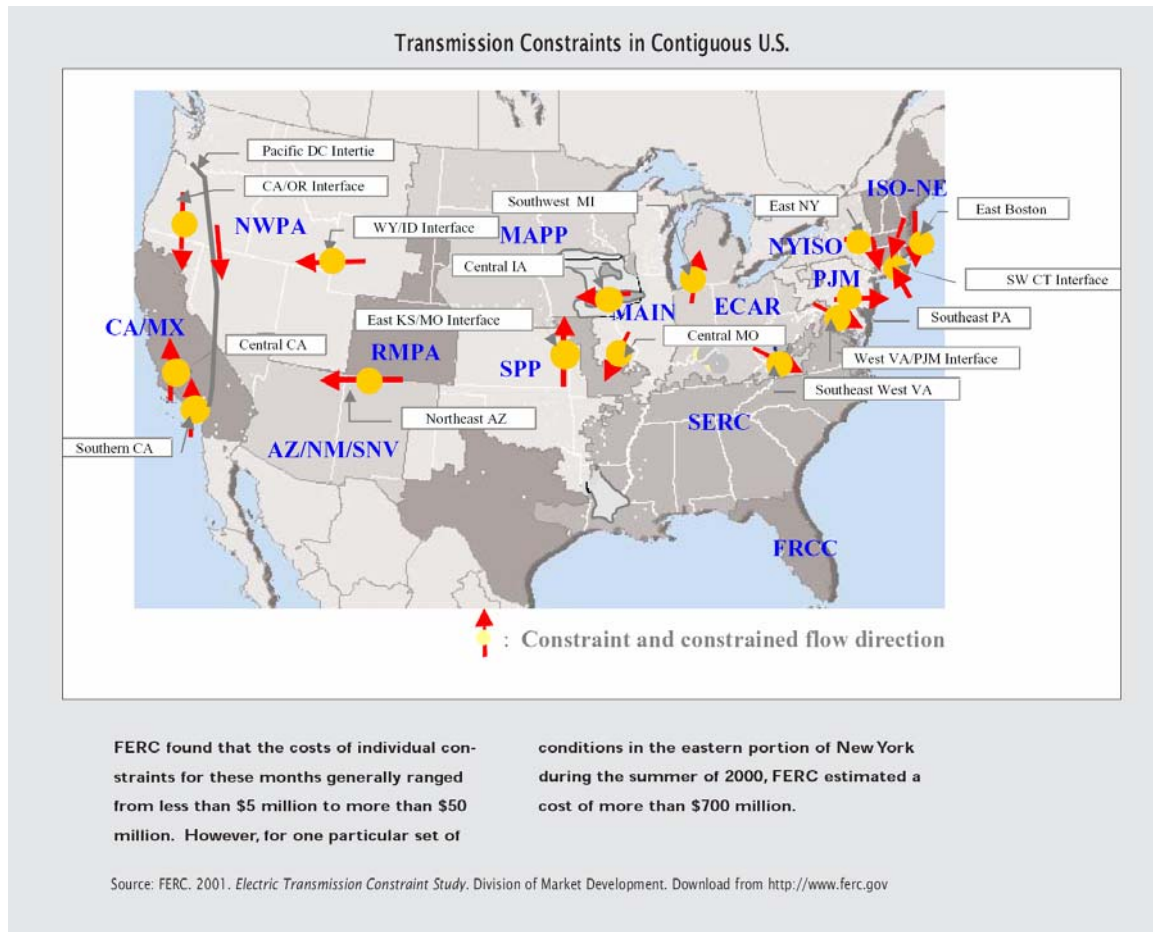 Transmission Constraints in Contiguous U.S.
Pacific DC Intertie
CA/OR Interface
NWPA
WY/ID Interface
MAPP
Southwest MI
Central IA
East NY
ISO-NE
East Boston
NYISO
SW CT Interface
PJM
ECAR
MAIN
Southeast PA
CA/MX
Central CA
East KS/MO Interface
RMPA
SPP
Central MO
West VA/PJM Interface
Southeast West VA
Northeast AZ
SERC
Southern CA
AZ/NM/SNV
FRCC
: Constraint and constrained flow direction
FERC found that the costs of individual con-
straints for these months generally ranged
from less than $5 million to more than $50
million. However, for one particular set of
conditions in the eastern portion of New York
during the summer of 2000, FERC estimated a
cost of more than $700 million.
Source: FERC. 2001. Electric Transmission Constraint Study. Division of Market Development. Download from http://www.ferc.gov